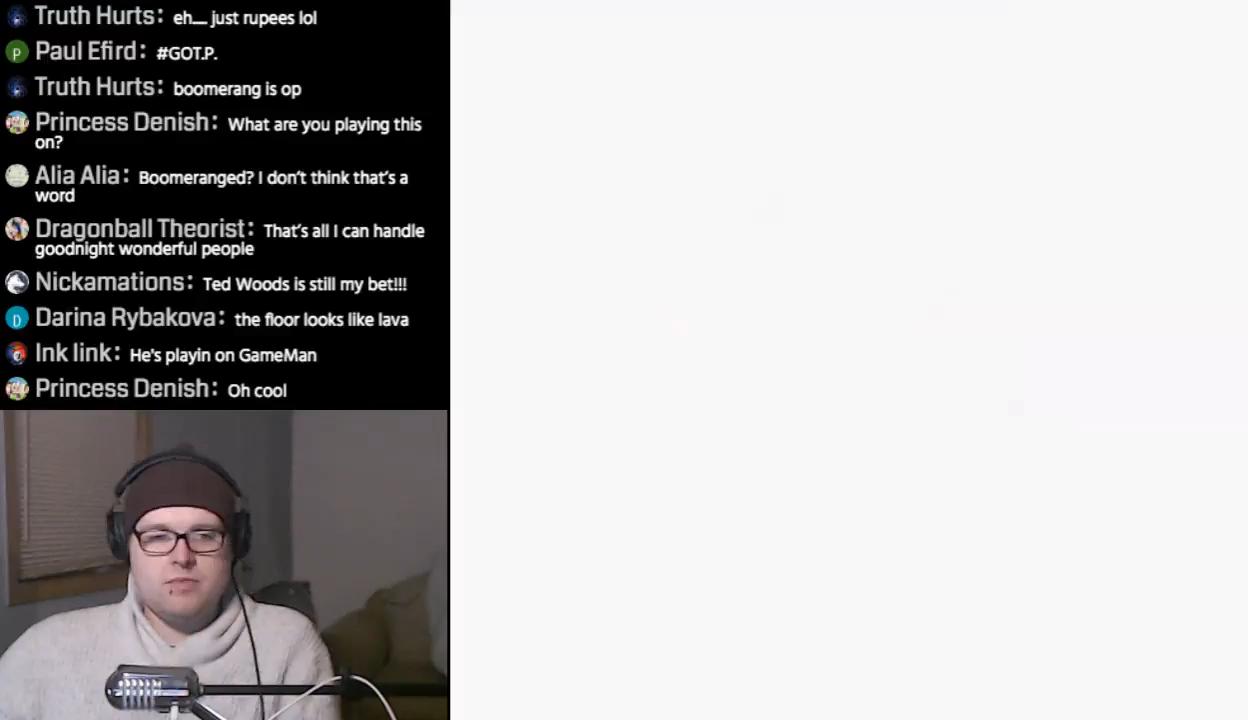 Truth Hurts: eh.... just rupees lol
P Paul Efird: #GOT.P.
Truth Hurts: boomerang is op
Princess Denish: What are you playing this
on?
Alia Alia: Boomeranged? I don't think that's a
word
Dragonball Theorist: That's all I can handle
goodnight wonderful people
Nickamations: Ted Woods is still my bet!!!
D Darina Rybakova: the floor looks like lava
Ink link: He's playin on GameMan
Princess Denish: Oh cool